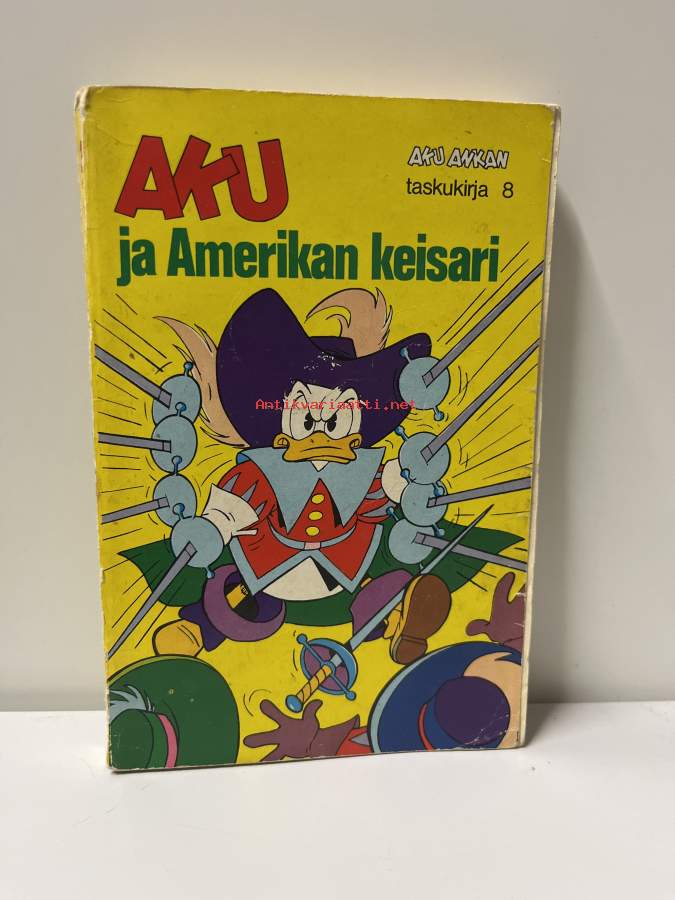 AKU
ja Amerikan keisari
AKU ANKAN
taskukirja 8
Antikvariaatti.net